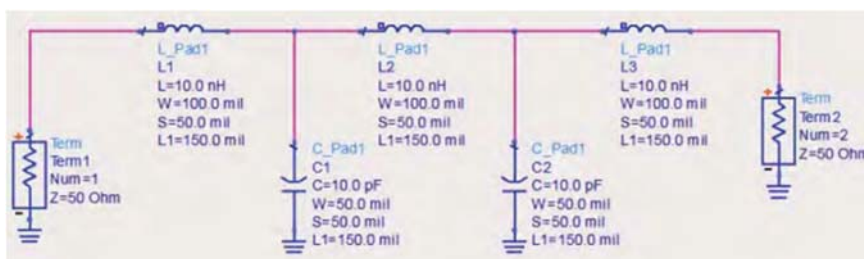 L_Pad1
L1
L=10.0 nH
W=100.0 mil
S=50.0 mil
L1=150.0 mil
L_Pad1
L2
L=10.0 nH
W=100.0 mil
S=50.0 mil
L1=150.0 mil
L_Pad1
L3
L=10.0 nH
W=100.0 mil
S=50.0 mil
L1=150.0 mil
+
Term
Term1
Num=1
Z=50 Ohm
-
C_Pad1
C1
C=10.0 pF
W=50.0 mil
S=50.0 mil
L1=150.0 mil
C_Pad1
C2
C=10.0 pF
W=50.0 mil
S=50.0 mil
L1=150.0 mil
+
Term
Term2
Num=2
Z=50 Ohm
-